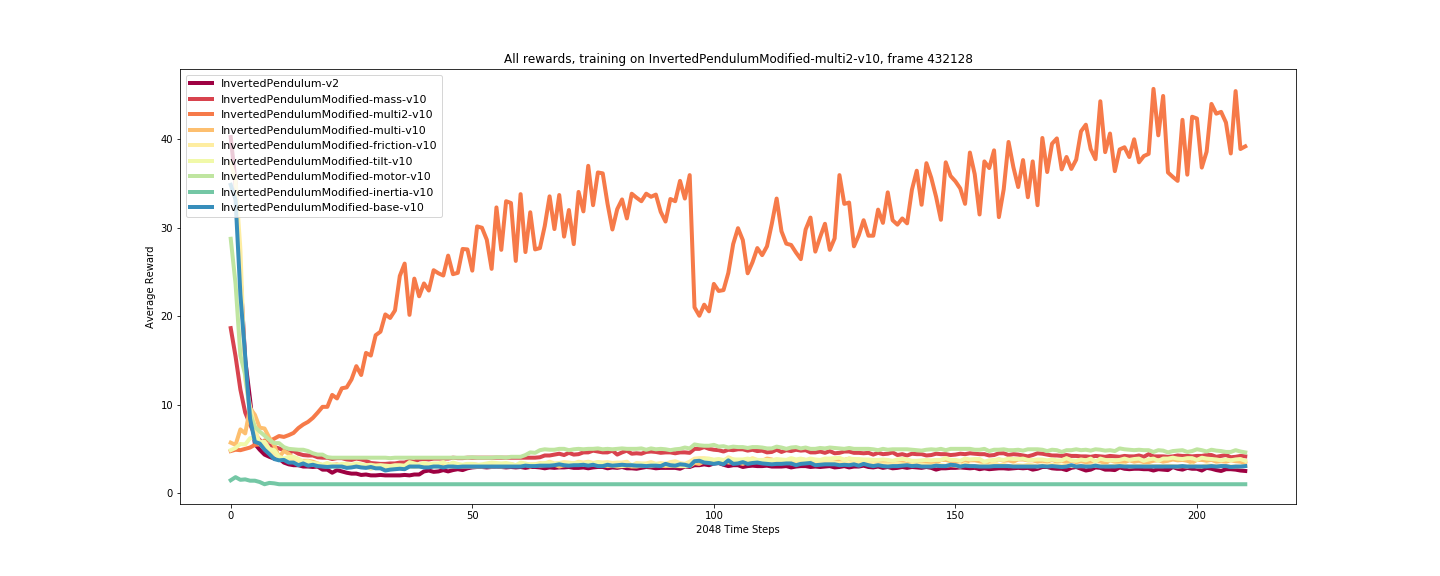 All rewards, training on InvertedPendulumModified-multi2-v10, frame 432128
InvertedPendulum-v2
InvertedPendulumModified-mass-v10
InvertedPendulumModified-multi2-v10
InvertedPendulumModified-multi-v10
InvertedPendulumModified-friction-v10
InvertedPendulumModified-tilt-v10
InvertedPendulumModified-motor-v10
InvertedPendulumModified-inertia-v10
InvertedPendulumModified-base-v10
Average Reward
40
30
20
10
0
0 50 100 150 200
2048 Time Steps